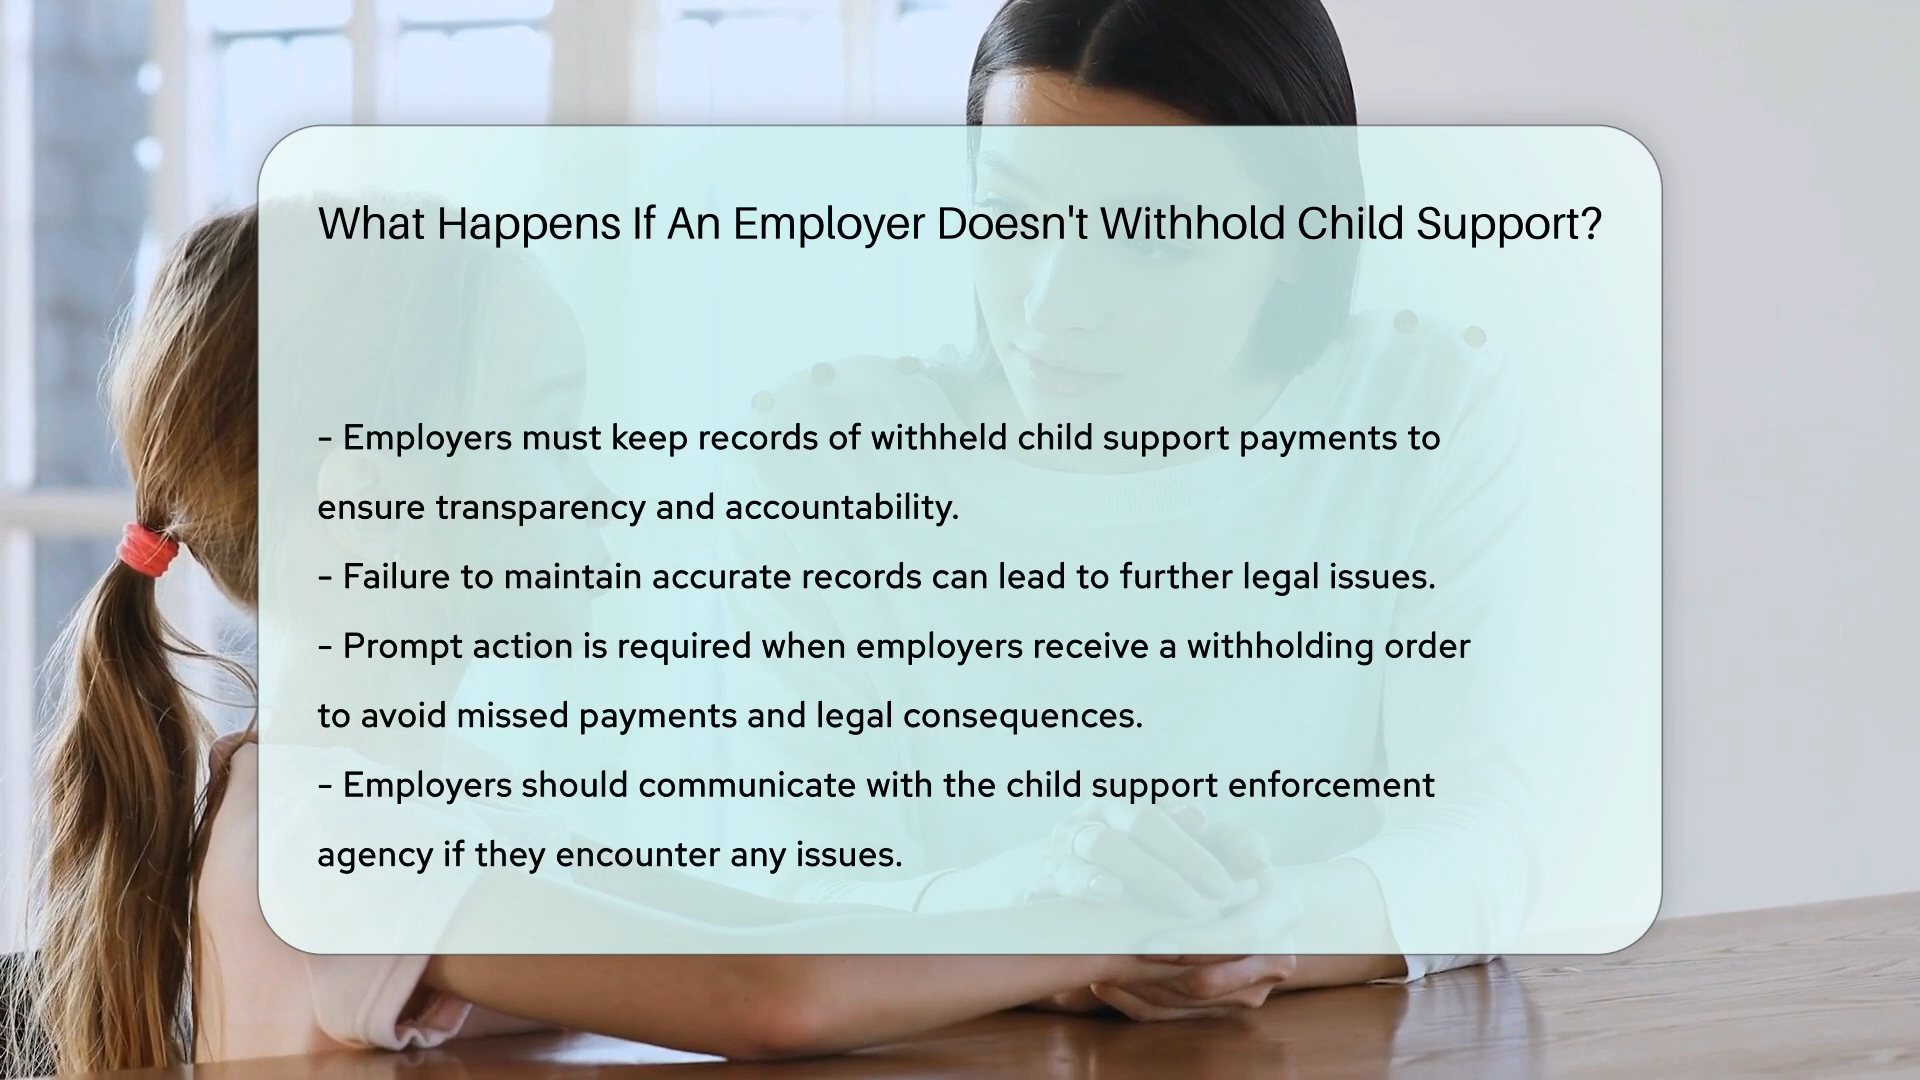 What Happens If An Employer Doesn't Withhold Child Support?
- Employers must keep records of withheld child support payments to
ensure transparency and accountability.
- Failure to maintain accurate records can lead to further legal issues.
- Prompt action is required when employers receive a withholding order
to avoid missed payments and legal consequences.
- Employers should communicate with the child support enforcement
agency if they encounter any issues.